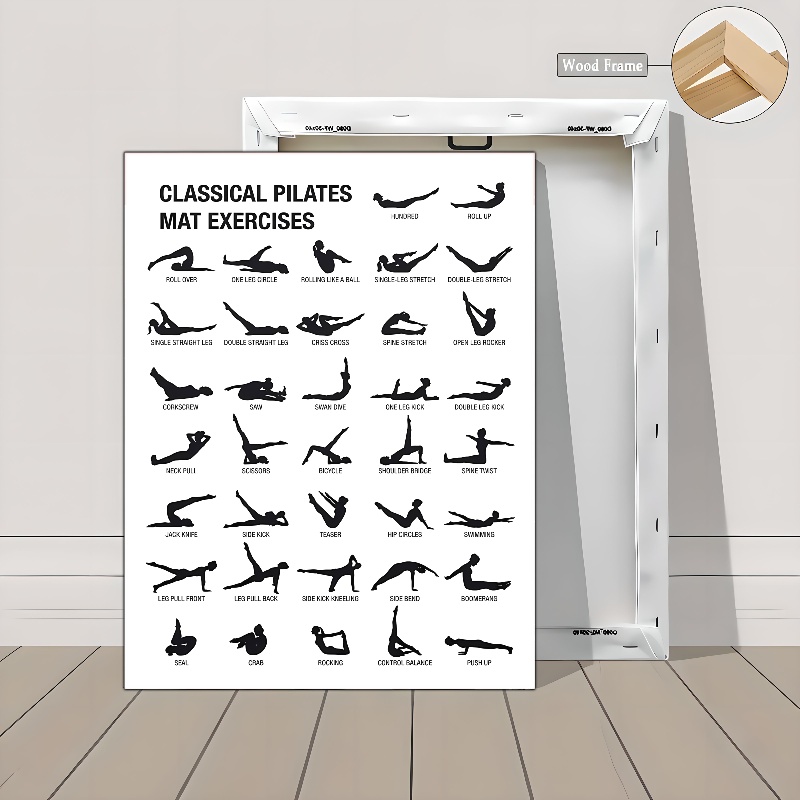 Wood Frame
CLASSICAL PILATES
MAT EXERCISES
HUNDRED
ROLL UP
ROLL OVER
ONE LEG CIRCLE
ROLLING LIKE A BALL
SINGLE-LEG STRETCH
DOUBLE-LEG STRETCH
SINGLE STRAIGHT LEG
DOUBLE STRAIGHT LEG
CRISS CROSS
SPINE STRETCH
OPEN LEG ROCKER
CORKSCREW
SAW
SWAN DIVE
ONE LEG KICK
DOUBLE LEG KICK
NECK PULL
SCISSORS
BICYCLE
SHOULDER BRIDGE
SPINE TWIST
JACK KNIFE
SIDE KICK
TEASER
HIP CIRCLES
SWIMMING
LEG PULL FRONT
LEG PULL BACK
SIDE KICK KNEELING
SIDE BEND
BOOMERANG
SEAL
CRAB
ROCKING
CONTROL BALANCE
PUSH UP